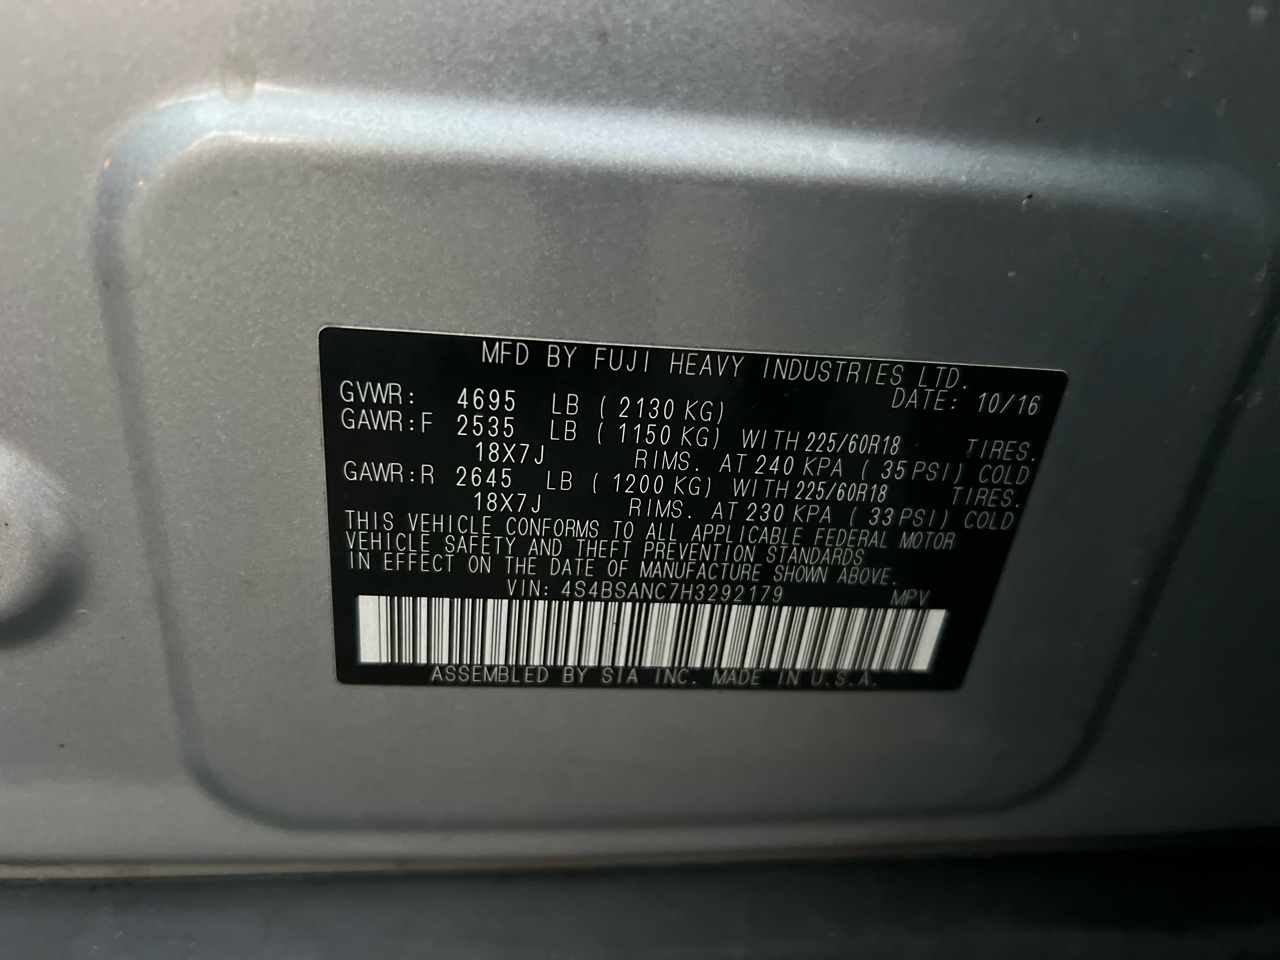 MFD BY FUJI HEAVY INDUSTRIES LTD.
DATE: 10/16
GVWR: 4695 LB ( 2130 KG)
GAWR:F 2535 LB ( 1150 KG) WITH 225/60R18 TIRES.
18X7J RIMS. AT 240 KPA ( 35 PSI) COLD
GAWR:R 2645 LB ( 1200 KG) WITH 225/60R18 TIRES.
18X7J RIMS. AT 230 KPA ( 33 PSI) COLD
THIS VEHICLE CONFORMS TO ALL APPLICABLE FEDERAL MOTOR
VEHICLE SAFETY AND THEFT PREVENTION STANDARDS
IN EFFECT ON THE DATE OF MANUFACTURE SHOWN ABOVE.
VIN: 4S4BSANC7H3292179 MPV
ASSEMBLED BY SIA INC. MADE IN U.S.A.